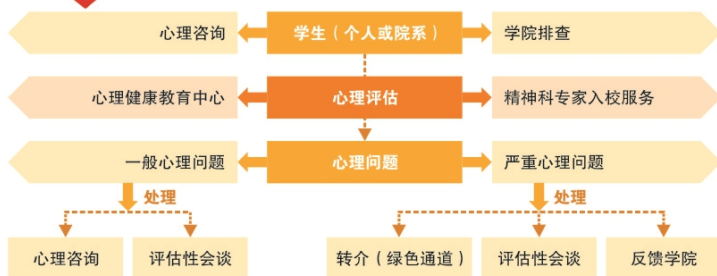 心理咨询
学生（个人或院系）
学院排查
心理健康教育中心
心理评估
精神科专家入校服务
一般心理问题
心理问题
严重心理问题
处理
处理
心理咨询
评估性会谈
转介（绿色通道）
评估性会谈
反馈学院